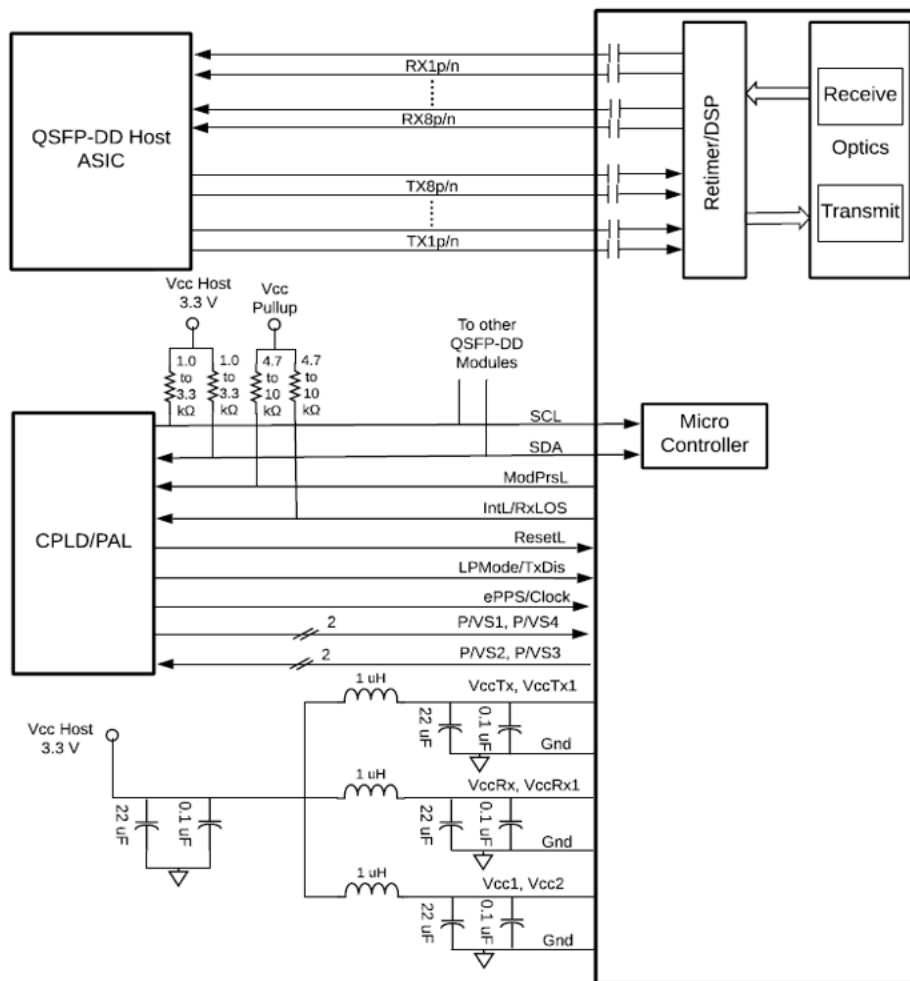 QSFP-DD Host
ASIC
RX1p/n
RX8p/n
TX8p/n
TX1p/n
Retimer/DSP
Receive
Optics
Transmit
Vcc Host
3.3 V
Vcc
Pullup
1.0
to
3.3
kΩ
1.0
to
3.3
kΩ
4.7
to
10
kΩ
4.7
to
10
kΩ
To other
QSFP-DD
Modules
CPLD/PAL
SCL
SDA
ModPrsL
IntL/RxLOS
ResetL
LPMode/TxDis
ePPS/Clock
2
P/VS1, P/VS4
2
P/VS2, P/VS3
Micro
Controller
Vcc Host
3.3 V
22 uF
0.1 uF
1 uH
VccTx, VccTx1
22 uF
0.1 uF
Gnd
1 uH
VccRx, VccRx1
22 uF
0.1 uF
Gnd
1 uH
Vcc1, Vcc2
22 uF
0.1 uF
Gnd